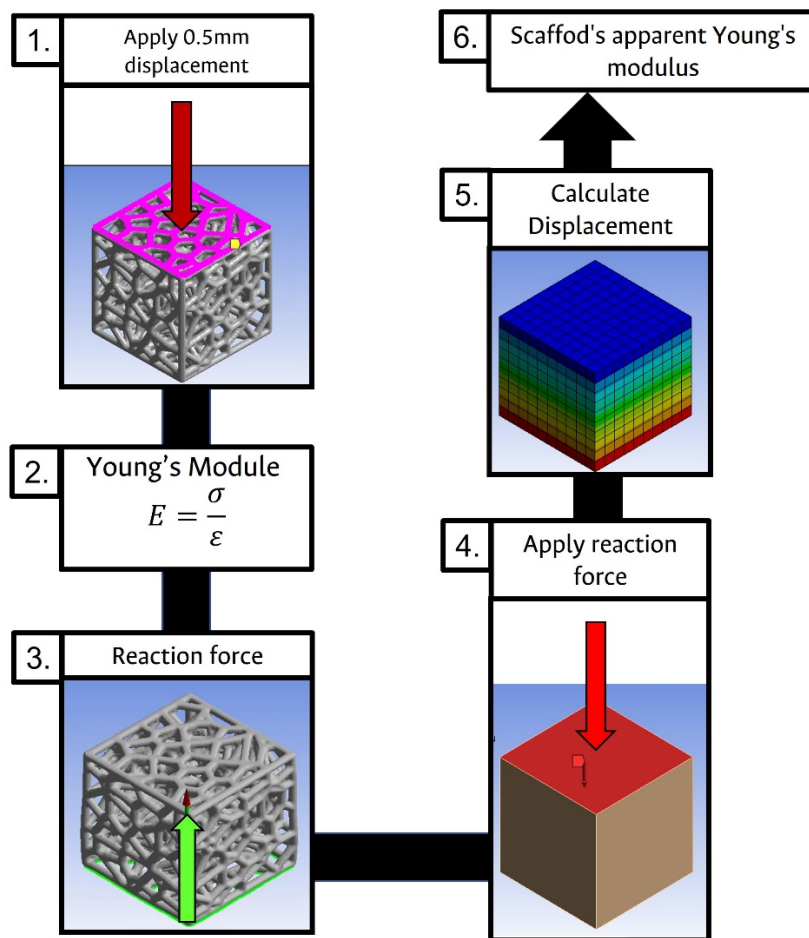 1.
Apply 0.5mm
displacement
2.
Young's Module
E = σ/ε
3.
Reaction force
4.
Apply reaction
force
5.
Calculate
Displacement
6.
Scaffod's apparent Young's
modulus